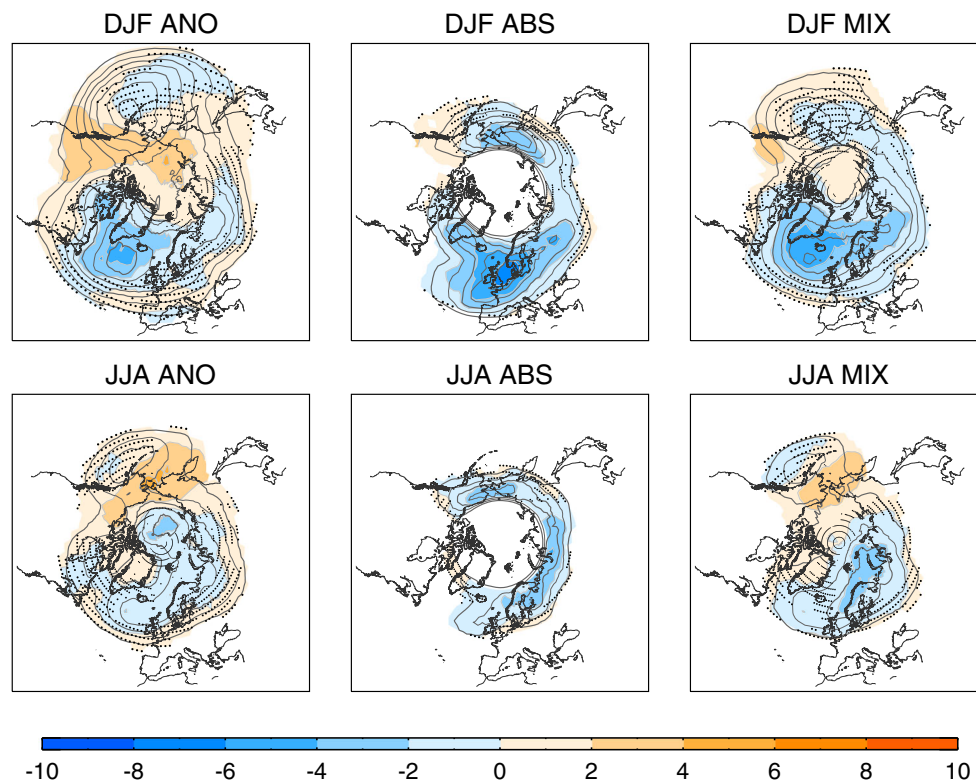 DJF ANO
DJF ABS
DJF MIX
JJA ANO
JJA ABS
JJA MIX
-10 -8 -6 -4 -2 0 2 4 6 8 10